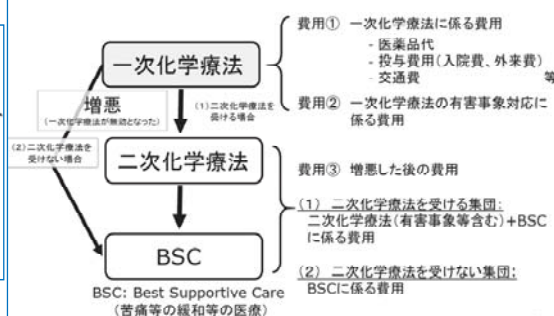 費用① 一次化学療法に係る費用
- 医薬品代
- 投与費用(入院費、外来費)
交通費 等
費用② 一次化学療法の有害事象対応に
係る費用
一次化学療法
増悪
(一次化学療法が無効となった)
(1)二次化学療法を
受ける場合
(2)二次化学療法を
受けない場合
二次化学療法
費用③ 増悪した後の費用
(1) 二次化学療法を受ける集団:
二次化学療法(有害事象等含む)+BSC
に係る費用
BSC
(2) 二次化学療法を受けない集団:
BSCに係る費用
BSC: Best Supportive Care
(苦痛等の緩和等の医療)